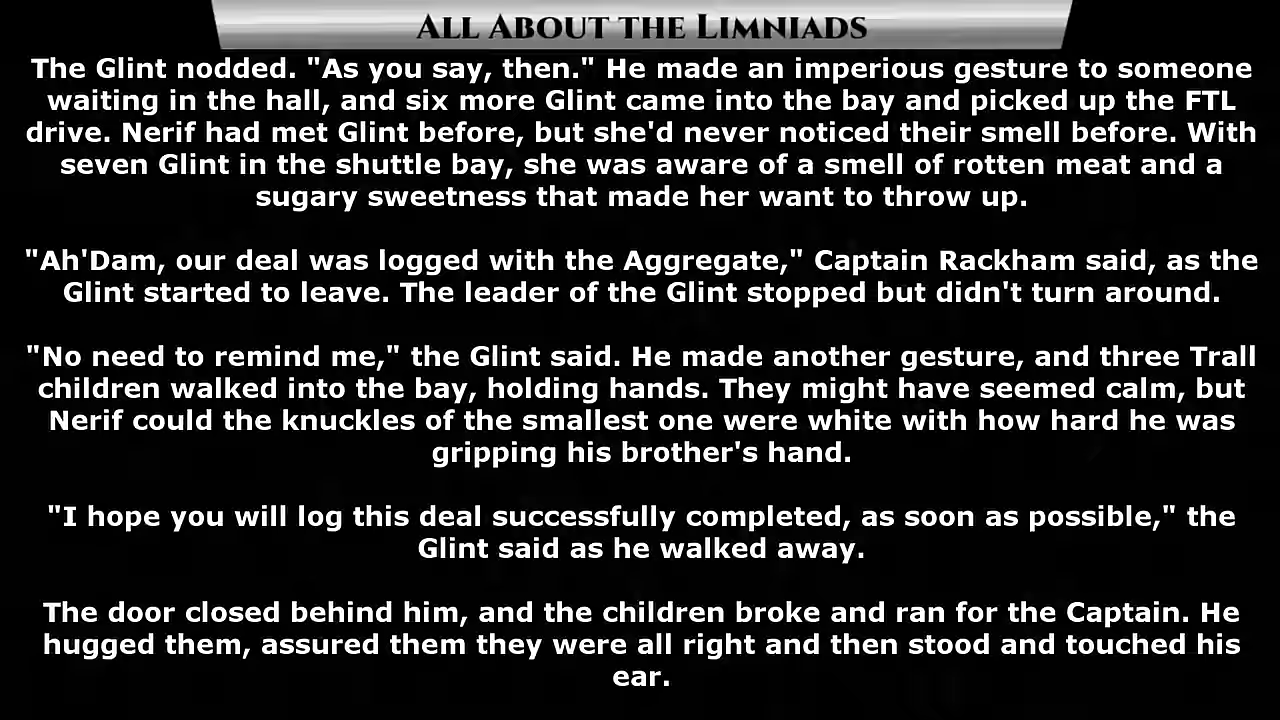 All About the Limniads
The Glint nodded. "As you say, then." He made an imperious gesture to someone
waiting in the hall, and six more Glint came into the bay and picked up the FTL
drive. Nerif had met Glint before, but she'd never noticed their smell before. With
seven Glint in the shuttle bay, she was aware of a smell of rotten meat and a
sugary sweetness that made her want to throw up.
"Ah'Dam, our deal was logged with the Aggregate," Captain Rackham said, as the
Glint started to leave. The leader of the Glint stopped but didn't turn around.
"No need to remind me," the Glint said. He made another gesture, and three Trall
children walked into the bay, holding hands. They might have seemed calm, but
Nerif could the knuckles of the smallest one were white with how hard he was
gripping his brother's hand.
"I hope you will log this deal successfully completed, as soon as possible," the
Glint said as he walked away.
The door closed behind him, and the children broke and ran for the Captain. He
hugged them, assured them they were all right and then stood and touched his
ear.